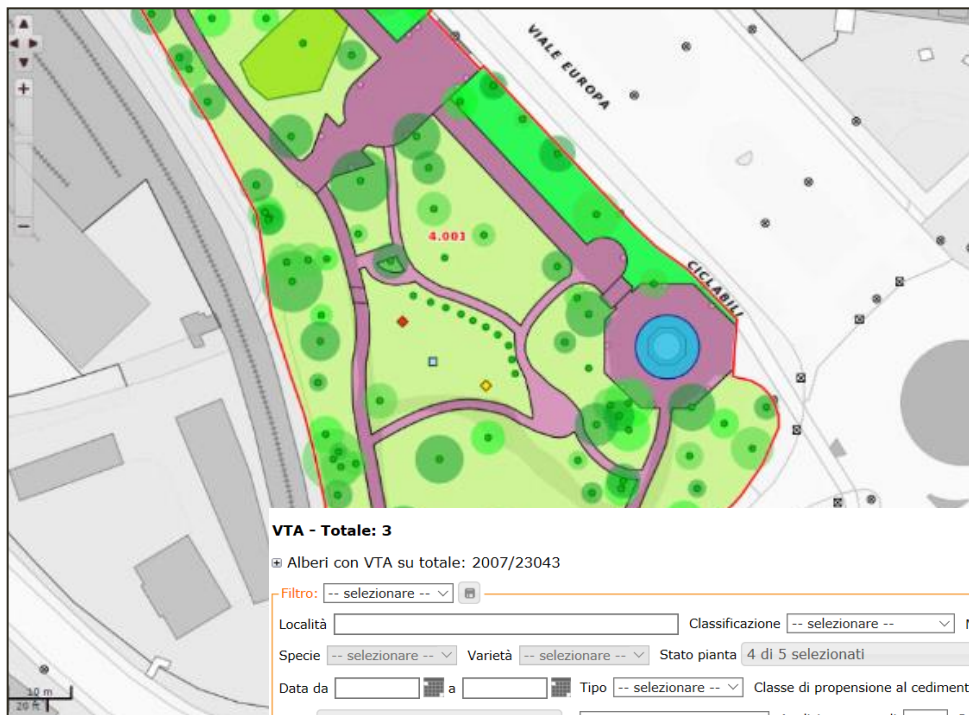 VIALE EUROPA
4.001
CICLABILI
10 m
20 ft
VTA - Totale: 3
Alberi con VTA su totale: 2007/23043
Filtro: -- selezionare --
Località Classificazione -- selezionare --
Specie -- selezionare -- Varietà -- selezionare -- Stato pianta 4 di 5 selezionati
Data da a Tipo -- selezionare -- Classe di propensione al cediment